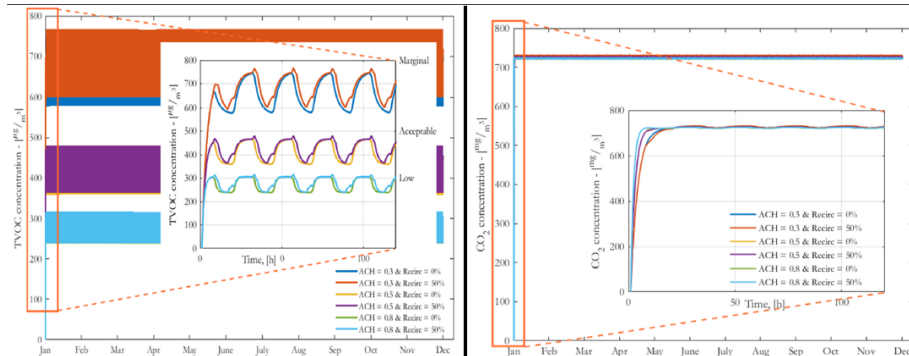 800
700
600
500
400
300
200
100
0
TVOC concentration - [µg/m3]
Jan Feb Mar Apr May June July Aug Sep Oct Nov Dec
800
700
600
500
400
300
200
100
0
TVOC concentration - [µg/m3]
Marginal
Acceptable
Low
0 0 100
Time, [h]
ACH = 0.3 & Recirc = 0%
ACH = 0.3 & Recirc = 50%
ACH = 0.5 & Recirc = 0%
ACH = 0.5 & Recirc = 50%
ACH = 0.8 & Recirc = 0%
ACH = 0.8 & Recirc = 50%
800
700
600
500
400
300
200
100
0
CO2 concentration - [mg/m3]
Jan Feb Mar Apr May June July Aug Sep Oct Nov Dec
800
600
400
200
0
CO2 concentration - [mg/m3]
0 50 100
Time, [h]
ACH = 0.3 & Recirc = 0%
ACH = 0.3 & Recirc = 50%
ACH = 0.5 & Recirc = 0%
ACH = 0.5 & Recirc = 50%
ACH = 0.8 & Recirc = 0%
ACH = 0.8 & Recirc = 50%